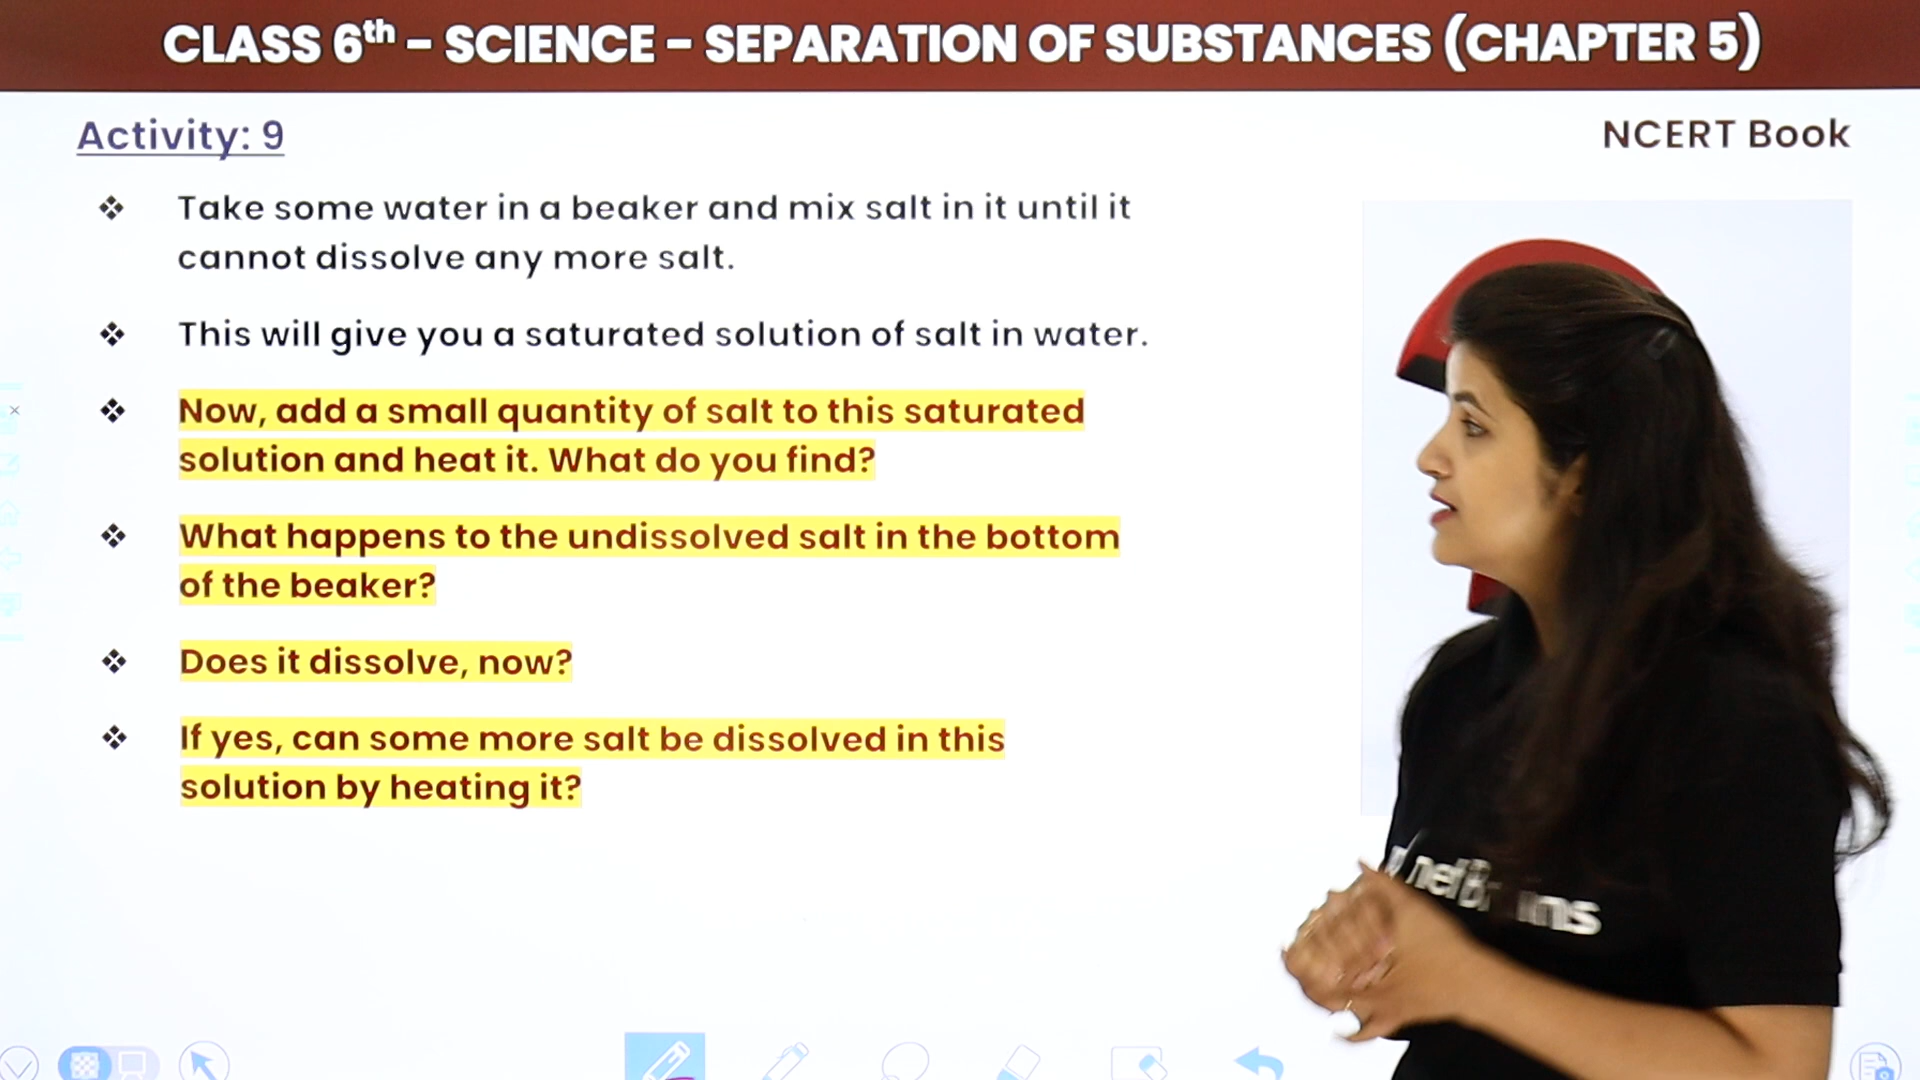 CLASS 6th – SCIENCE – SEPARATION OF SUBSTANCES (CHAPTER 5)
Activity: 9
NCERT Book
❖ Take some water in a beaker and mix salt in it until it
cannot dissolve any more salt.
❖ This will give you a saturated solution of salt in water.
❖ Now, add a small quantity of salt to this saturated
solution and heat it. What do you find?
❖ What happens to the undissolved salt in the bottom
of the beaker?
❖ Does it dissolve, now?
❖ If yes, can some more salt be dissolved in this
solution by heating it?